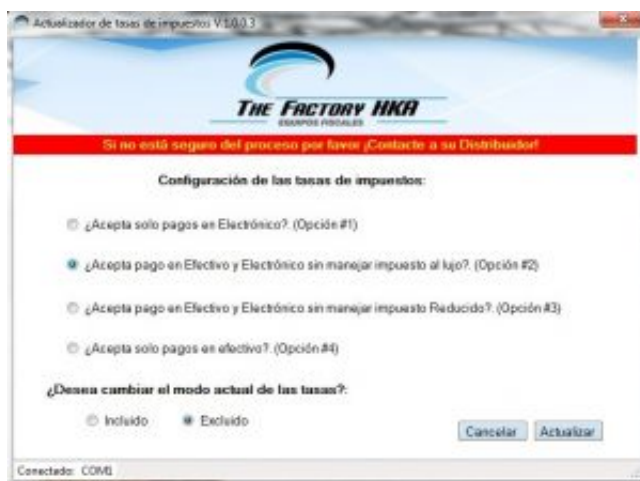 Actualizador de tasas de impuestos V.1.0.0.3
THE FACTORY HKA
EQUIPOS FISCALES
Si no está seguro del proceso por favor ¡Contacte a su Distribuidor!
Configuración de las tasas de impuestos:
¿Acepta solo pagos en Electrónico?. (Opción #1)
¿Acepta pago en Efectivo y Electrónico sin manejar impuesto al lujo?. (Opción #2)
¿Acepta pago en Efectivo y Electrónico sin manejar impuesto Reducido?. (Opción #3)
¿Acepta solo pagos en efectivo?. (Opción #4)
¿Desea cambiar el modo actual de las tasas?:
Incluido Excluido
Cancelar Actualizar
Conectado: COM1